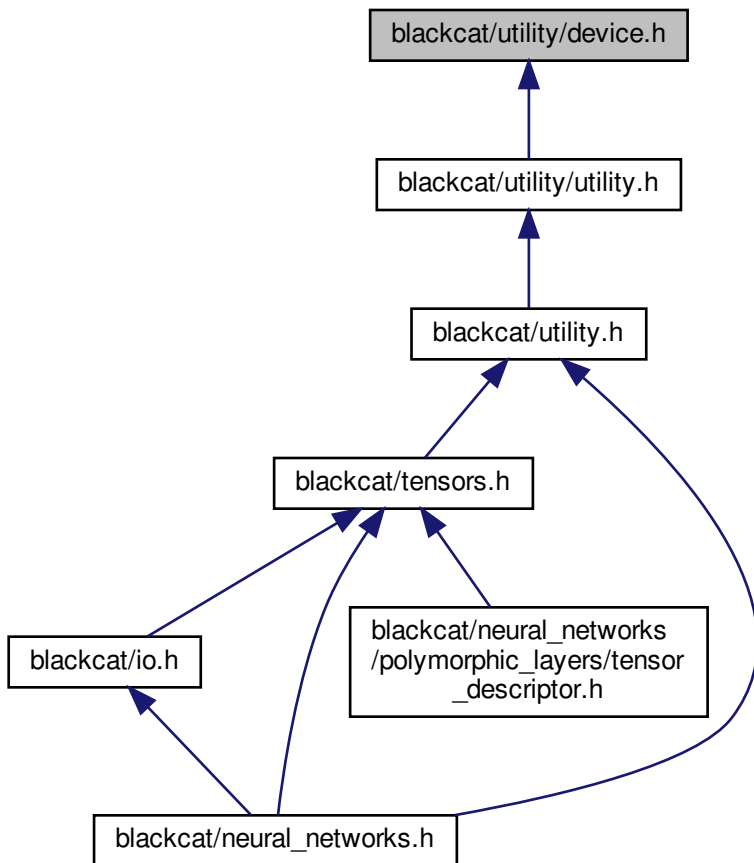 blackcat/utility/device.h
blackcat/utility/utility.h
blackcat/utility.h
blackcat/tensors.h
blackcat/io.h
blackcat/neural_networks
/polymorphic_layers/tensor
_descriptor.h
blackcat/neural_networks.h